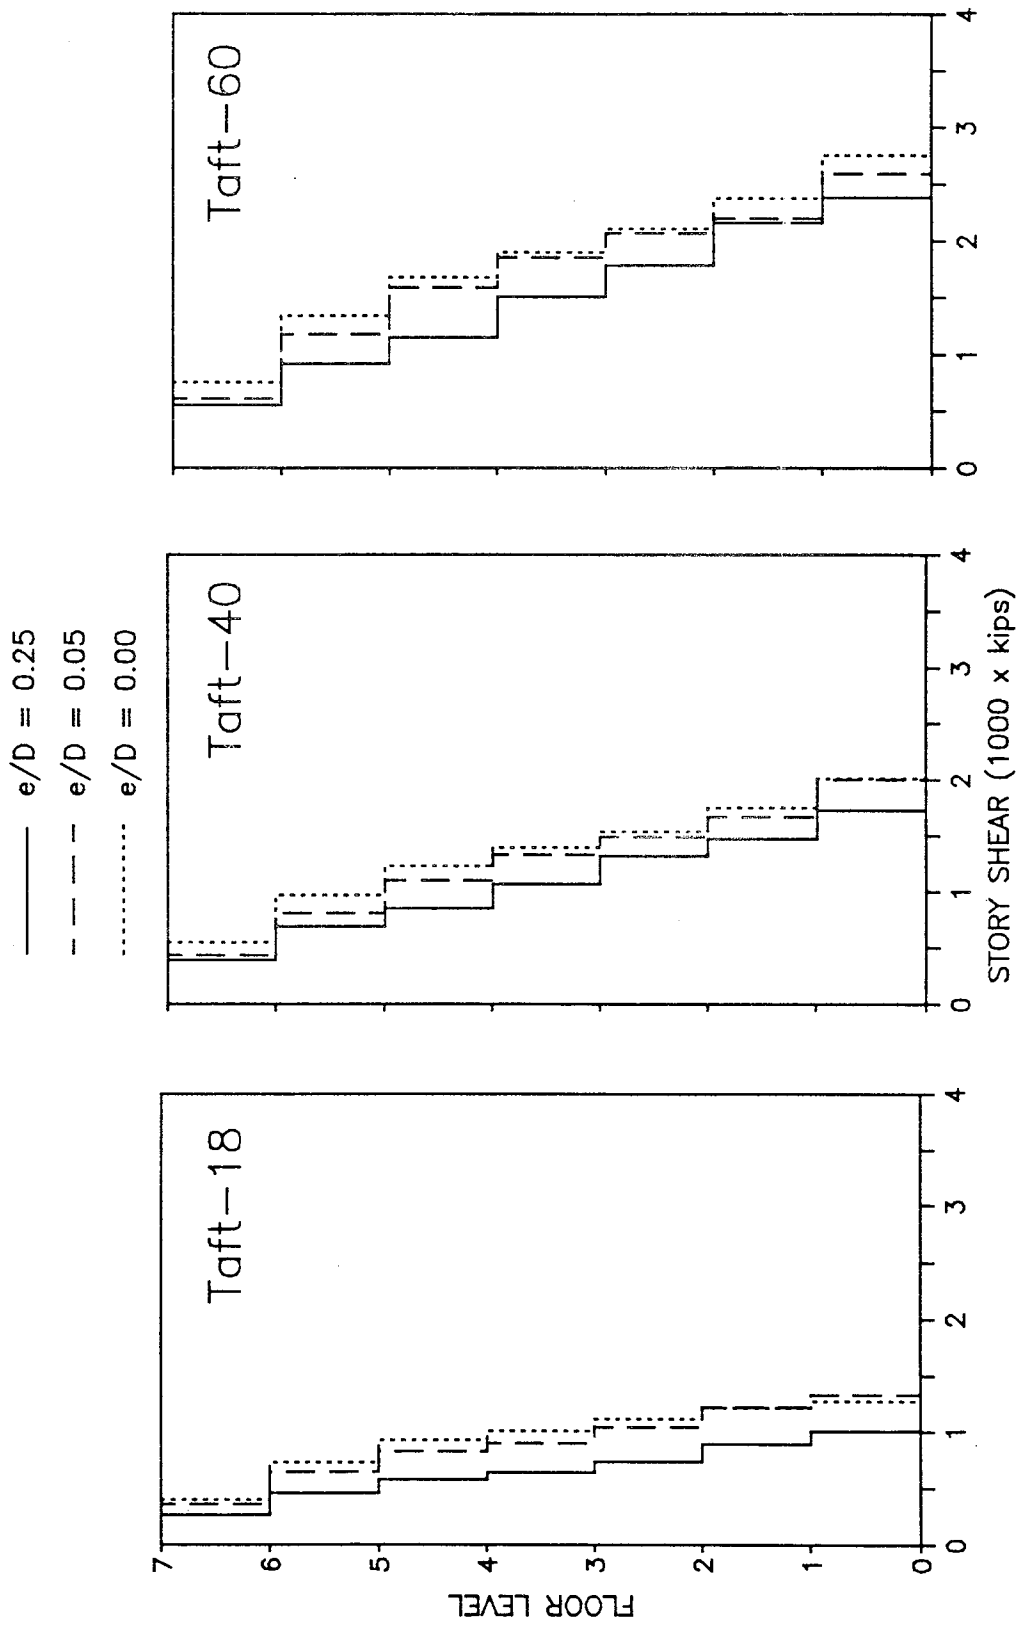 e/D = 0.25
e/D = 0.05
e/D = 0.00
Taft-18
Taft-40
Taft-60
FLOOR LEVEL
7
6
5
4
3
2
1
0
0 1 2 3 4
0 1 2 3 4
0 1 2 3 4
STORY SHEAR (1000 x kips)